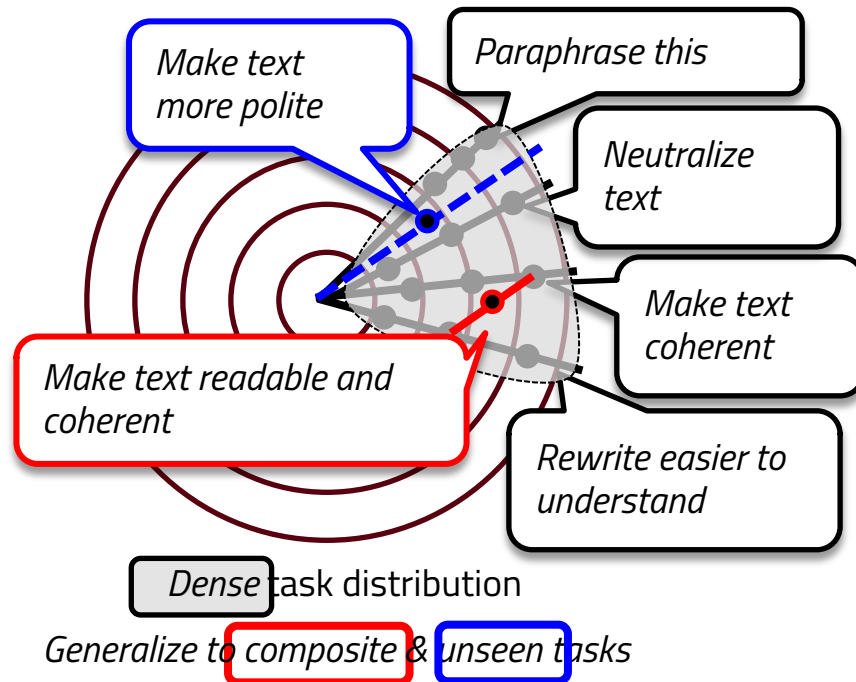 Make text
more polite
Paraphrase this
Neutralize
text
Make text
coherent
Make text readable and
coherent
Rewrite easier to
understand
Dense task distribution
Generalize to composite & unseen tasks